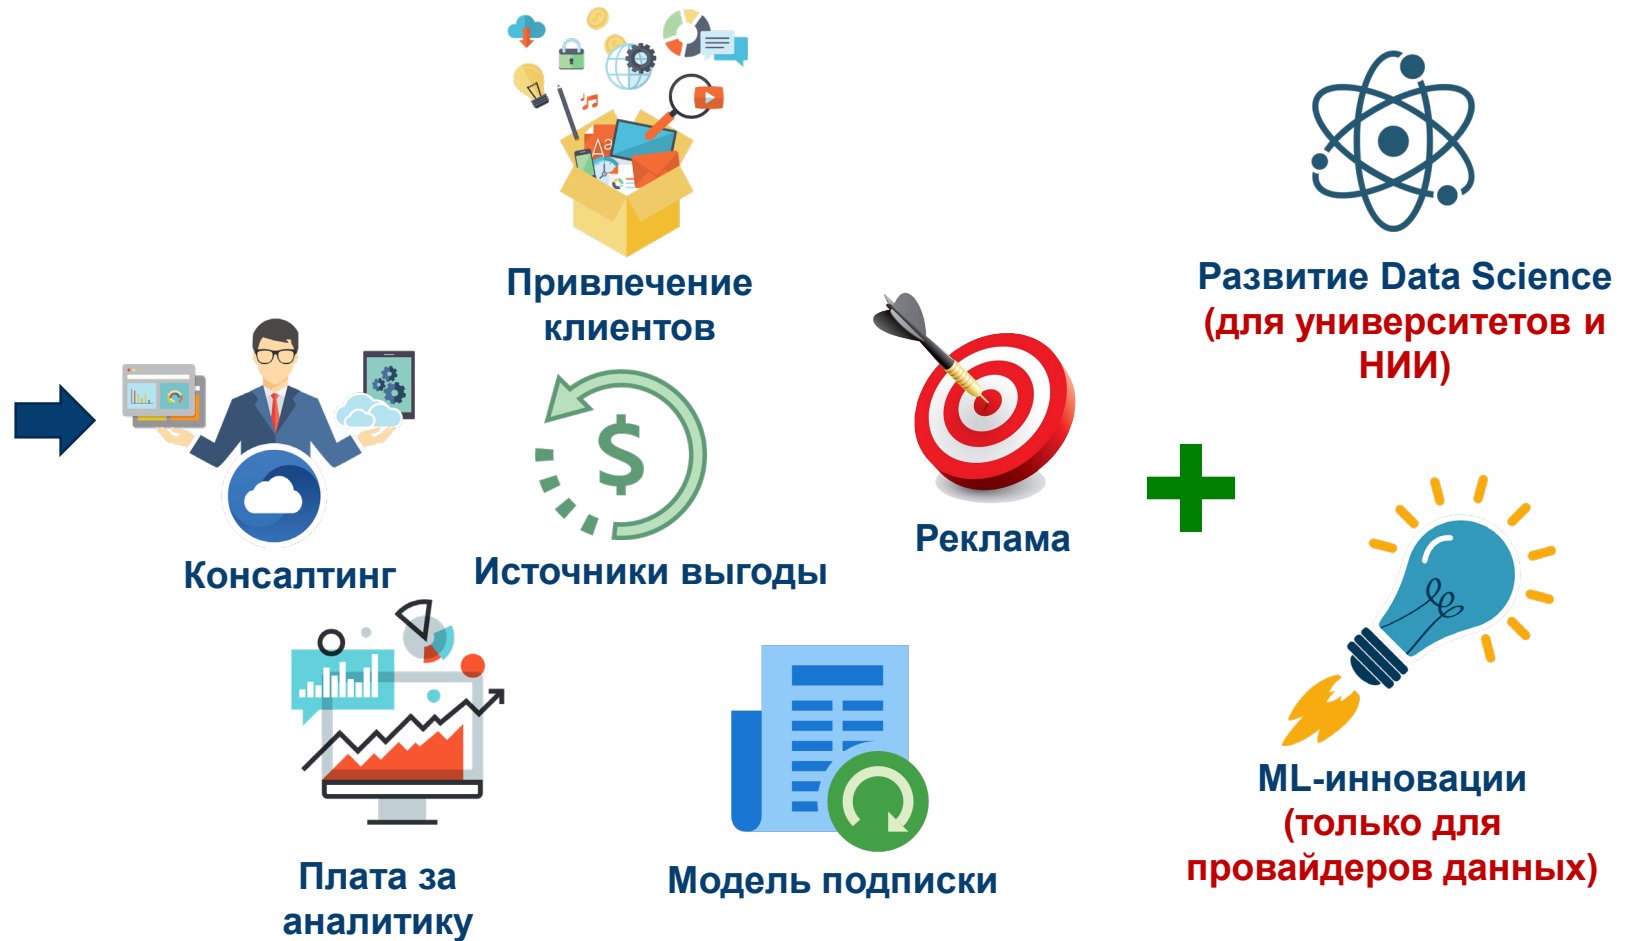 Привлечение
клиентов
Развитие Data Science
(для университетов и
НИИ)
$
Реклама
Консалтинг
Источники выгоды
ML-инновации
(только для
провайдеров данных)
Плата за
аналитику
Модель подписки